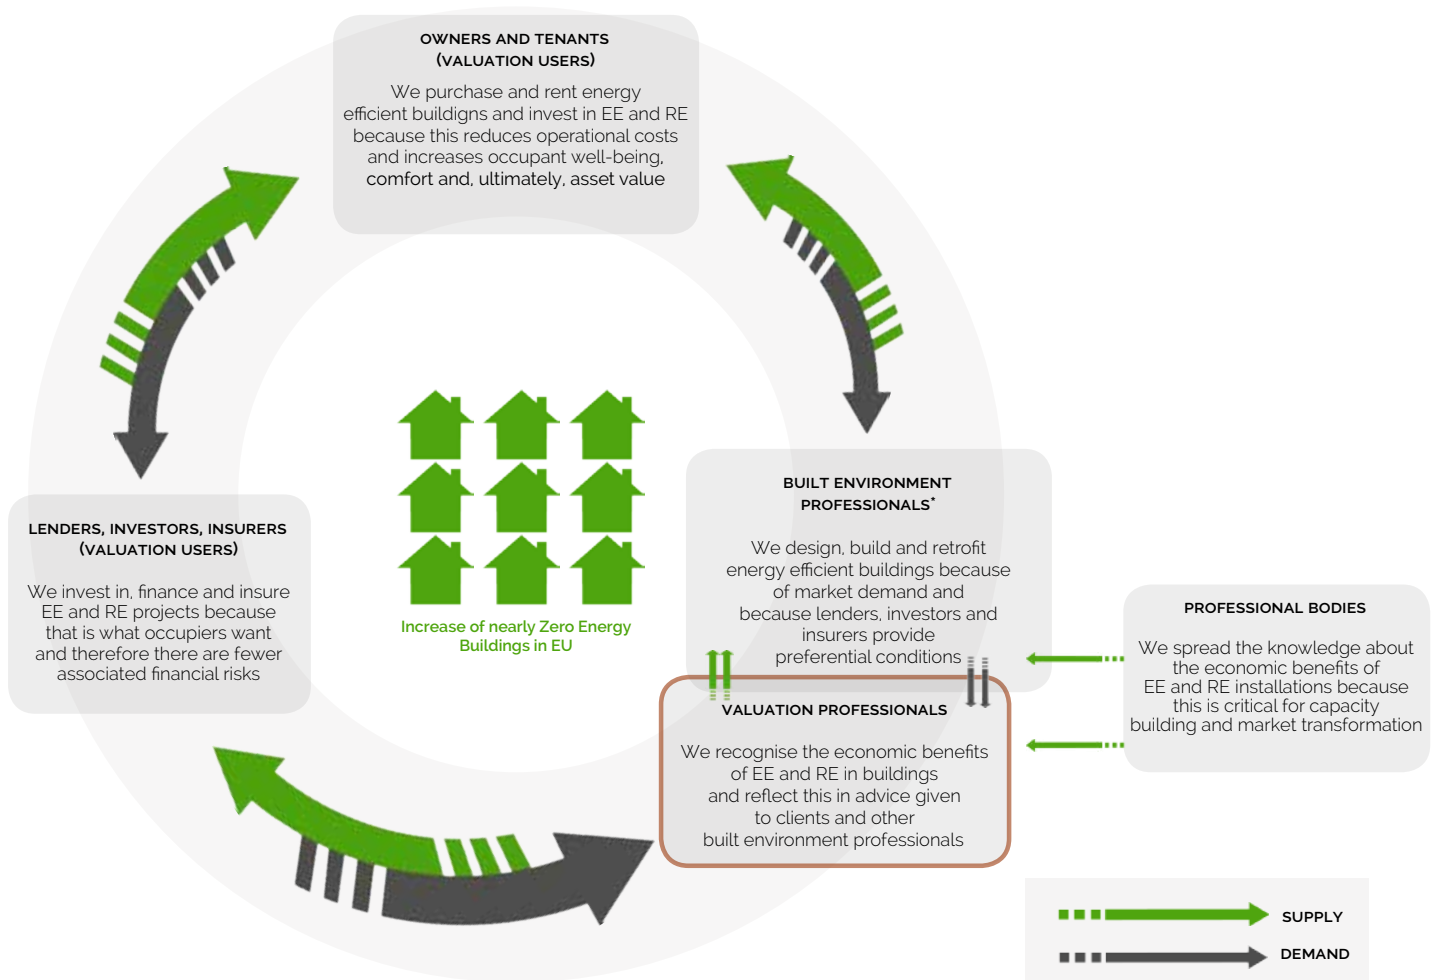 OWNERS AND TENANTS
(VALUATION USERS)
We purchase and rent energy
efficient buildigns and invest in EE and RE
because this reduces operational costs
and increases occupant well-being,
comfort and, ultimately, asset value
LENDERS, INVESTORS, INSURERS
(VALUATION USERS)
We invest in, finance and insure
EE and RE projects because
that is what occupiers want
and therefore there are fewer
associated financial risks
Increase of nearly Zero Energy
Buildings in EU
BUILT ENVIRONMENT
PROFESSIONALS*
We design, build and retrofit
energy efficient buildings because
of market demand and
because lenders, investors and
insurers provide
preferential conditions
VALUATION PROFESSIONALS
We recognise the economic benefits
of EE and RE in buildings
and reflect this in advice given
to clients and other
built environment professionals
PROFESSIONAL BODIES
We spread the knowledge about
the economic benefits of
EE and RE installations because
this is critical for capacity
building and market transformation
SUPPLY
DEMAND